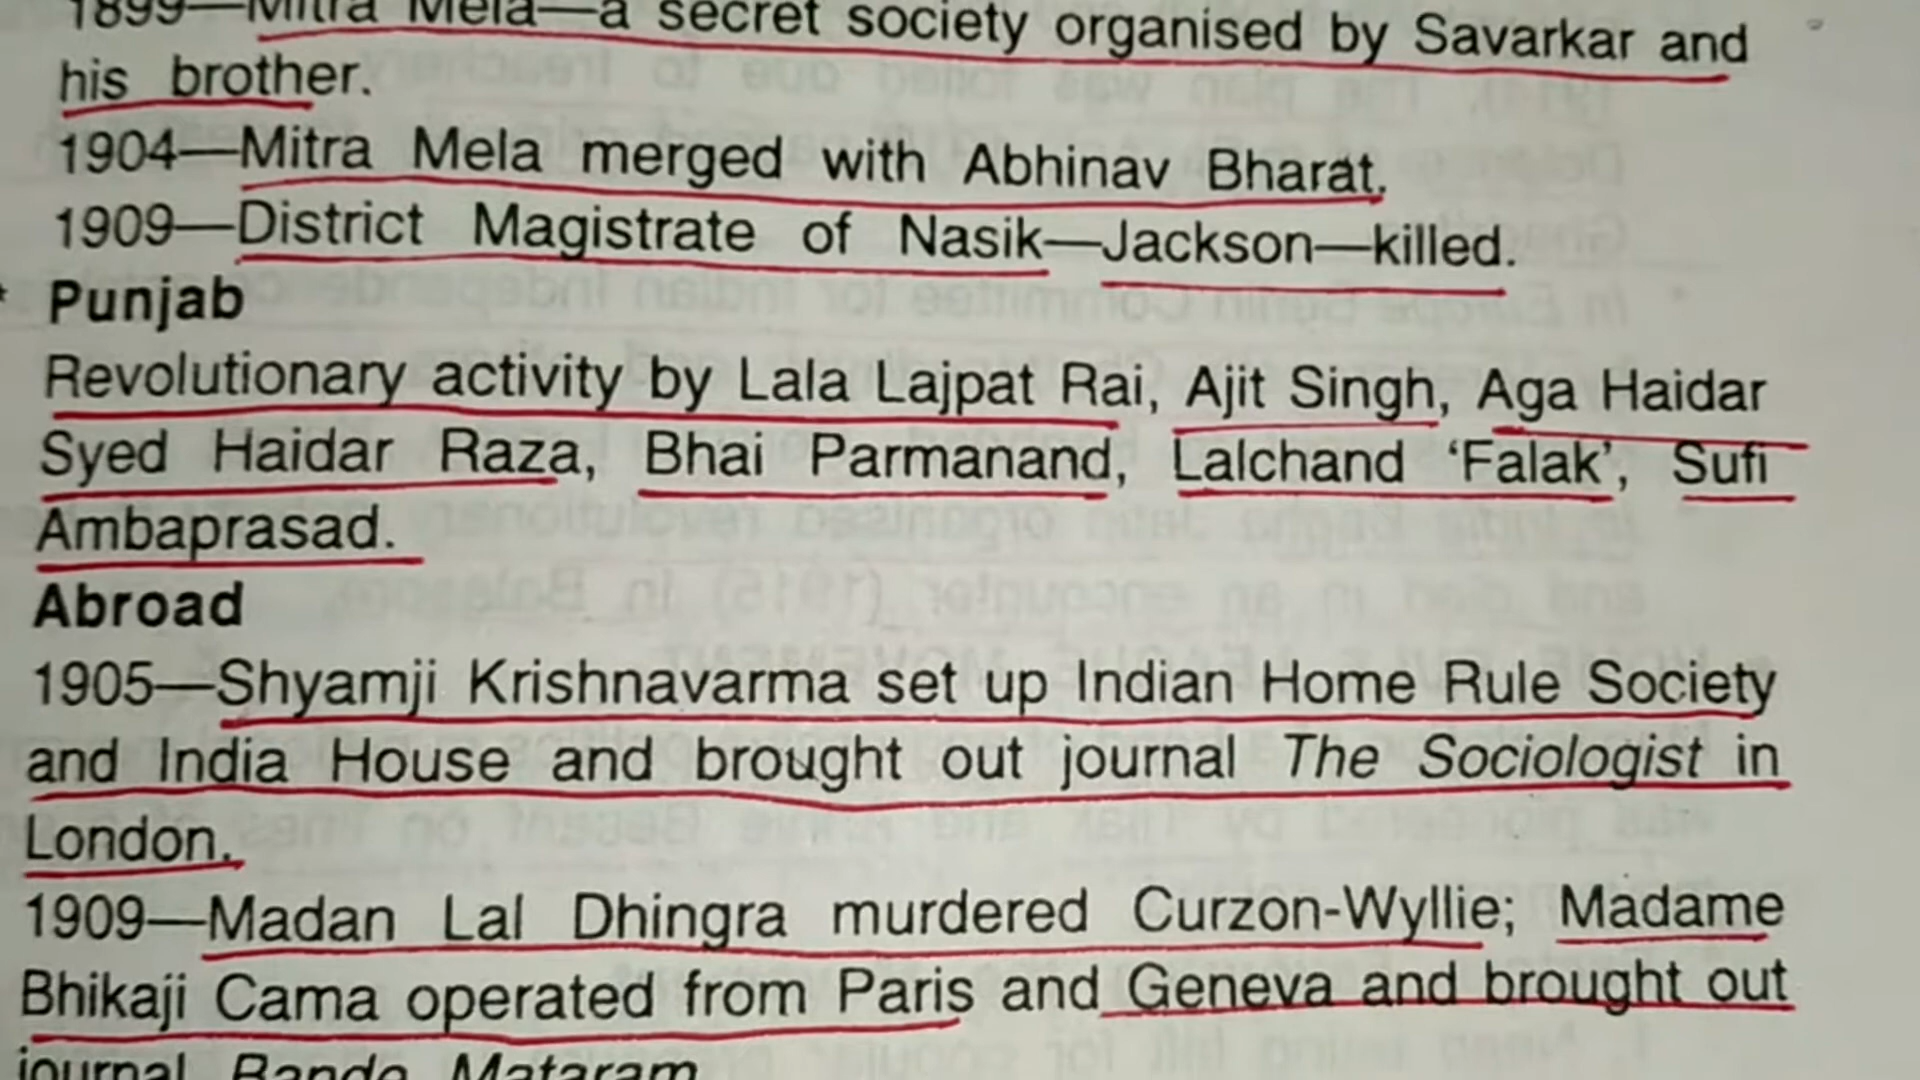 1899—Mitra Mela—a secret society organised by Savarkar and
his brother.
1904—Mitra Mela merged with Abhinav Bharat.
1909—District Magistrate of Nasik—Jackson—killed.
Punjab
Revolutionary activity by Lala Lajpat Rai, Ajit Singh, Aga Haidar
Syed Haidar Raza, Bhai Parmanand, Lalchand ‘Falak’, Sufi
Ambaprasad.
Abroad
1905—Shyamji Krishnavarma set up Indian Home Rule Society
and India House and brought out journal The Sociologist in
London.
1909—Madan Lal Dhingra murdered Curzon-Wyllie; Madame
Bhikaji Cama operated from Paris and Geneva and brought out
journal Bande Mataram